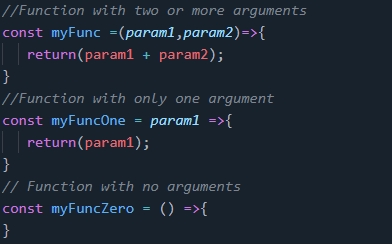 //Function with two or more arguments
const myFunc =(param1,param2)=>{
return(param1 + param2);
}
//Function with only one argument
const myFuncOne = param1 =>{
return(param1);
}
// Function with no arguments
const myFuncZero = () =>{
}